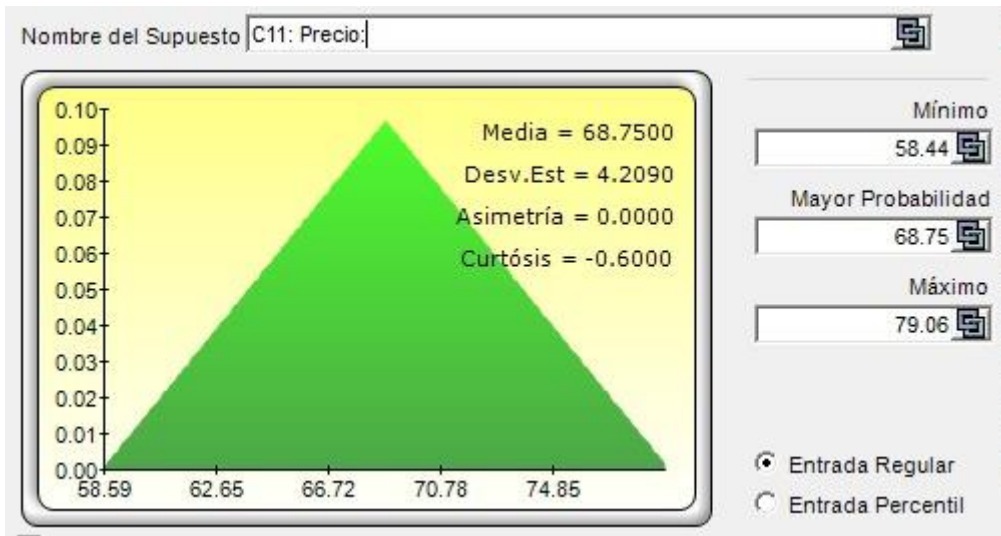 Nombre del Supuesto C11: Precio:
0.10
0.09
0.08
0.07
0.06
0.05
0.04
0.03
0.02
0.01
0.00
58.59 62.65 66.72 70.78 74.85
Media = 68.7500
Desv.Est = 4.2090
Asimetría = 0.0000
Curtósis = -0.6000
Mínimo
58.44
Mayor Probabilidad
68.75
Máximo
79.06
Entrada Regular
Entrada Percentil